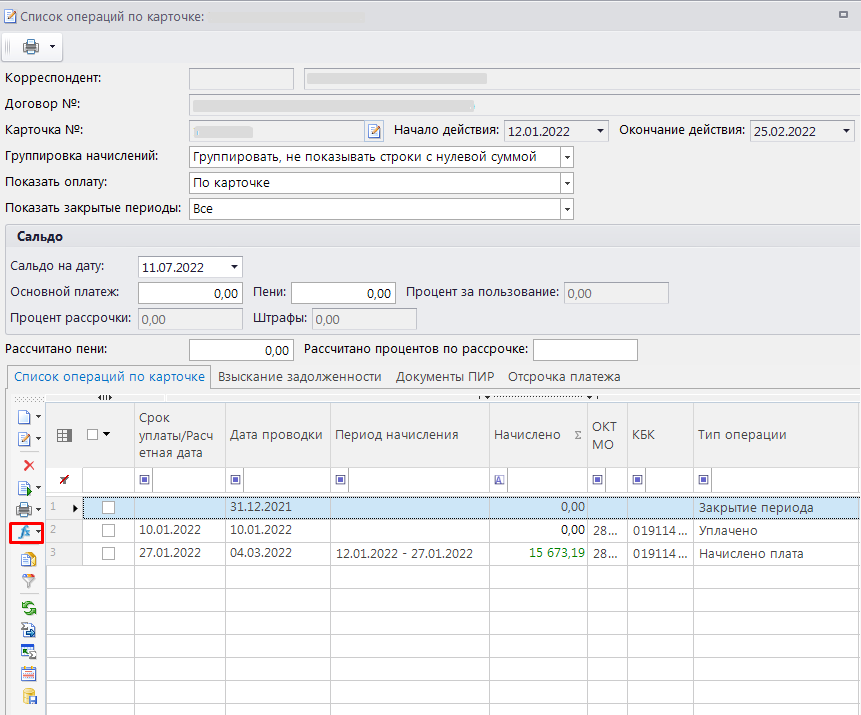 Список операций по карточке:
Корреспондент:
Договор №:
Карточка №: Начало действия: 12.01.2022 Окончание действия: 25.02.2022
Группировка начислений: Группировать, не показывать строки с нулевой суммой
Показать оплату: По карточке
Показать закрытые периоды: Все
Сальдо
Сальдо на дату: 11.07.2022
Основной платеж: 0,00 Пени: 0,00 Процент за пользование: 0,00
Процент рассрочки: 0,00 Штрафы: 0,00
Рассчитано пени: 0,00 Рассчитано процентов по рассрочке:
Список операций по карточке Взыскание задолженности Документы ПИР Отсрочка платежа
Срок
уплаты/Расч
етная дата
Дата проводки Период начисления Начислено Σ
ОКТ
МО
КБК Тип операции
1 31.12.2021 0,00 Закрытие периода
2 10.01.2022 10.01.2022 0,00 28... 019114... Уплачено
3 27.01.2022 04.03.2022 12.01.2022 - 27.01.2022 15 673,19 28... 019114... Начислено плата